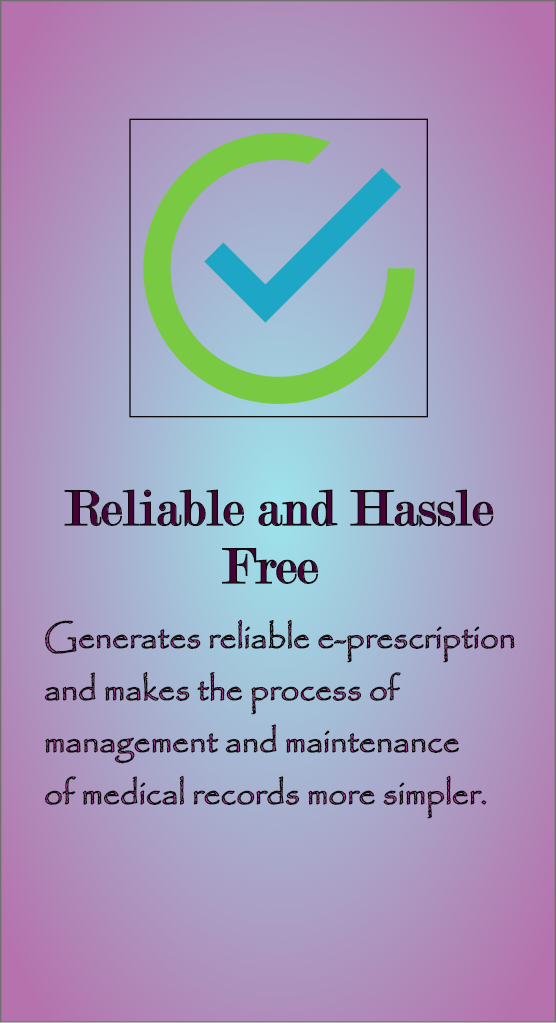 Reliable and Hassle
Free
Generates reliable e-prescription
and makes the process of
management and maintenance
of medical records more simpler.